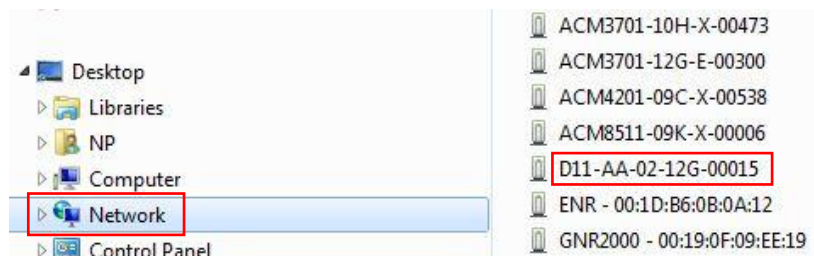 Desktop
Libraries
NP
Computer
Network
Control Panel
ACM3701-10H-X-00473
ACM3701-12G-E-00300
ACM4201-09C-X-00538
ACM8511-09K-X-00006
D11-AA-02-12G-00015
ENR - 00:1D:B6:0B:0A:12
GNR2000 - 00:19:0F:09:EE:19